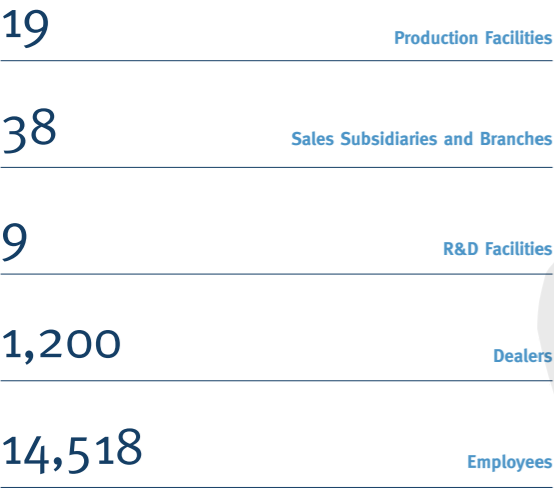 19 Production Facilities
38 Sales Subsidiaries and Branches
9 R&D Facilities
1,200 Dealers
14,518 Employees